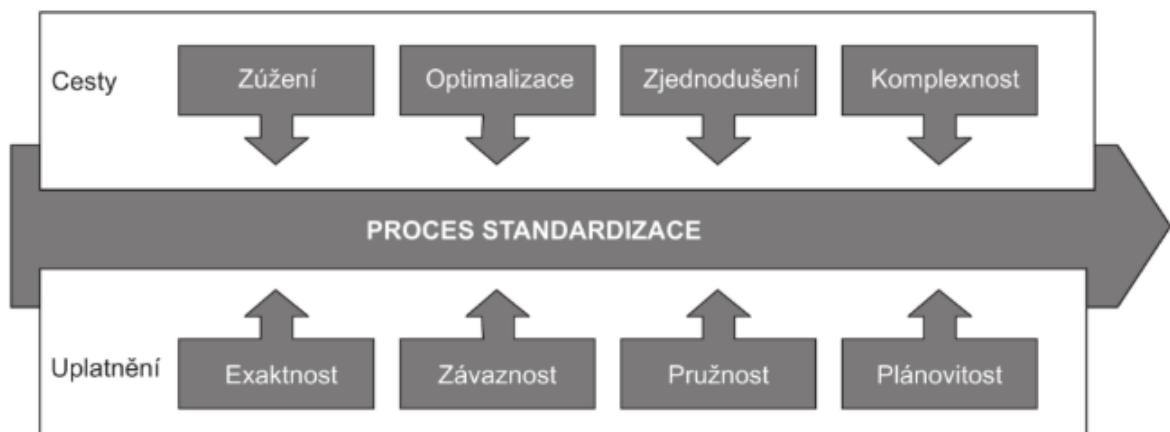 Cesty
Zúžení
Optimalizace
Zjednodušení
Komplexnost
PROCES STANDARDIZACE
Uplatnění
Exaktnost
Závaznost
Pružnost
Plánovitost